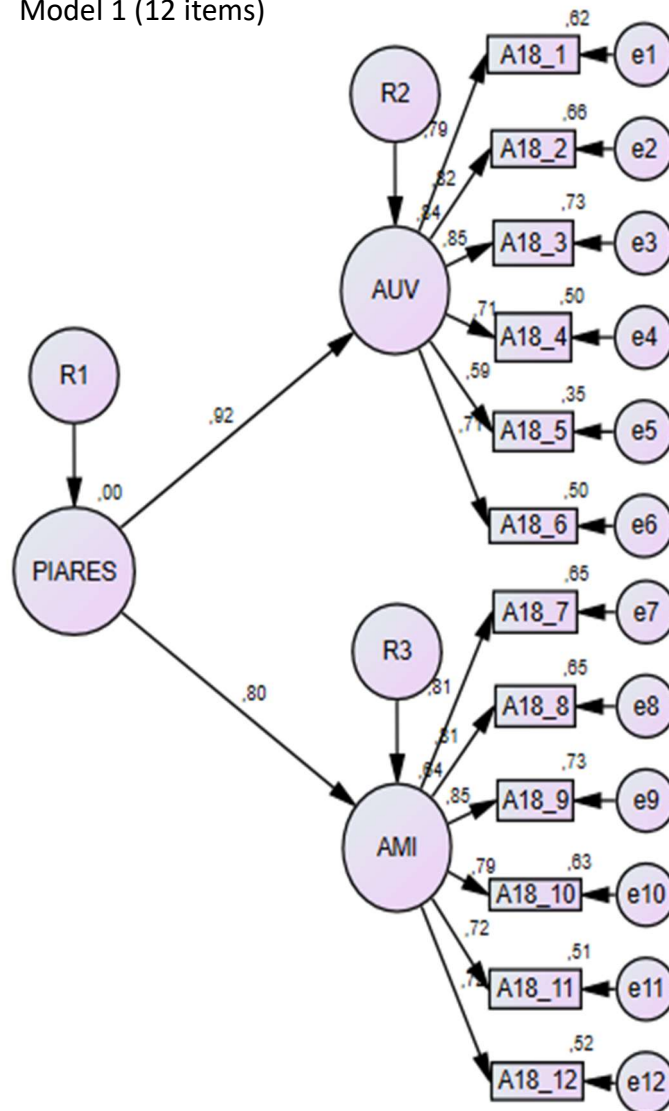 Model 1 (12 items)
,62
A18_1
e1
R2
,79
,66
A18_2
e2
,82
,84
,73
A18_3
e3
,85
AUV
,50
A18_4
e4
,71
,59
,35
A18_5
e5
R1
,92
,50
A18_6
e6
,00
PIARES
,65
A18_7
e7
R3
,81
,65
A18_8
e8
,80
,81
,64
,73
A18_9
e9
,85
AMI
,79
,63
A18_10
e10
,72
,51
A18_11
e11
,52
A18_12
e12